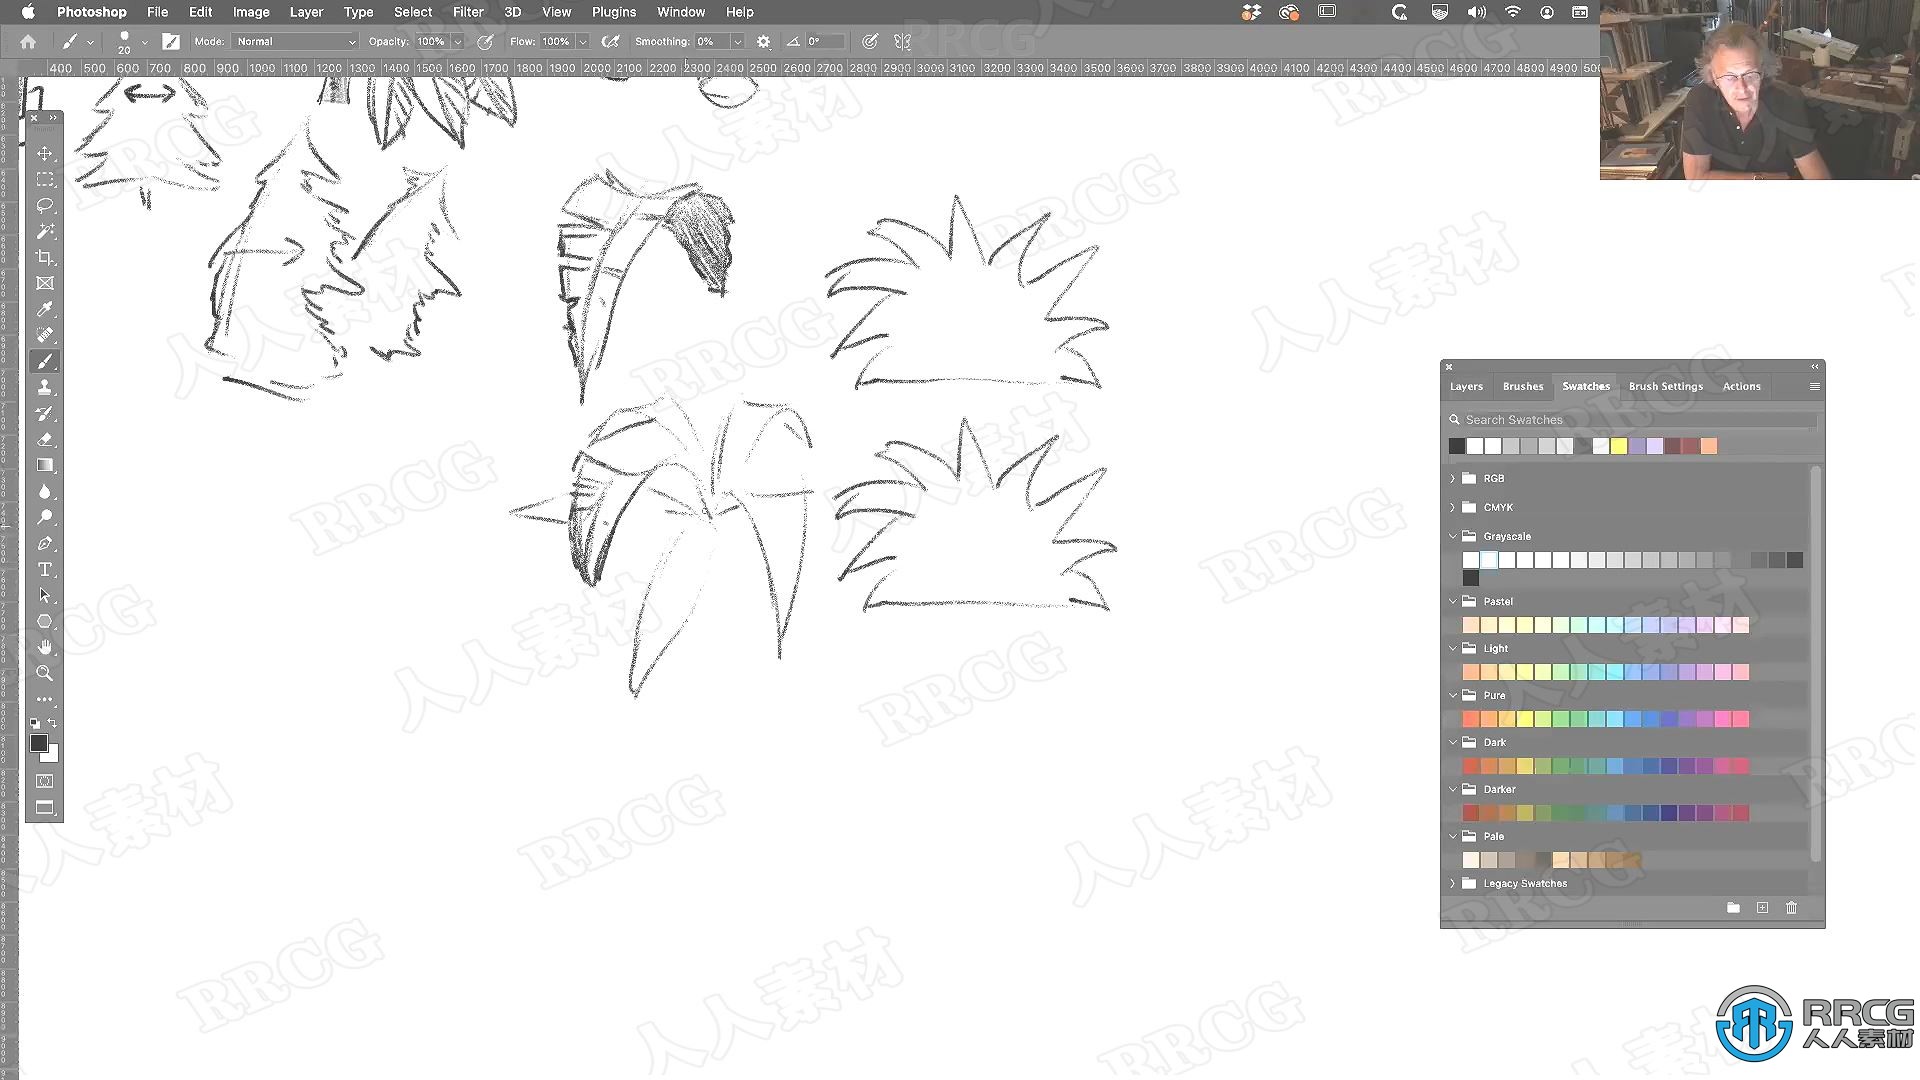 Photoshop File Edit Image Layer Type Select Filter 3D View Plugins Window Help
20 Mode: Normal Opacity: 100% Flow: 100% Smoothing: 0% 0°
400 500 600 700 800 900 1000 1100 1200 1300 1400 1500 1600 1700 1800 1900 2000 2100 2200 2300 2400 2500 2600 2700 2800 2900 3000 3100 3200 3300 3400 3500 3600 3700 3800 3900 4000 4100 4200 4300 4400 4500 4600 4700 4800 4900
Layers Brushes Swatches Brush Settings Actions
Search Swatches
RGB
CMYK
Grayscale
Pastel
Light
Pure
Dark
Darker
Pale
Legacy Swatches
RRCG
人人素材